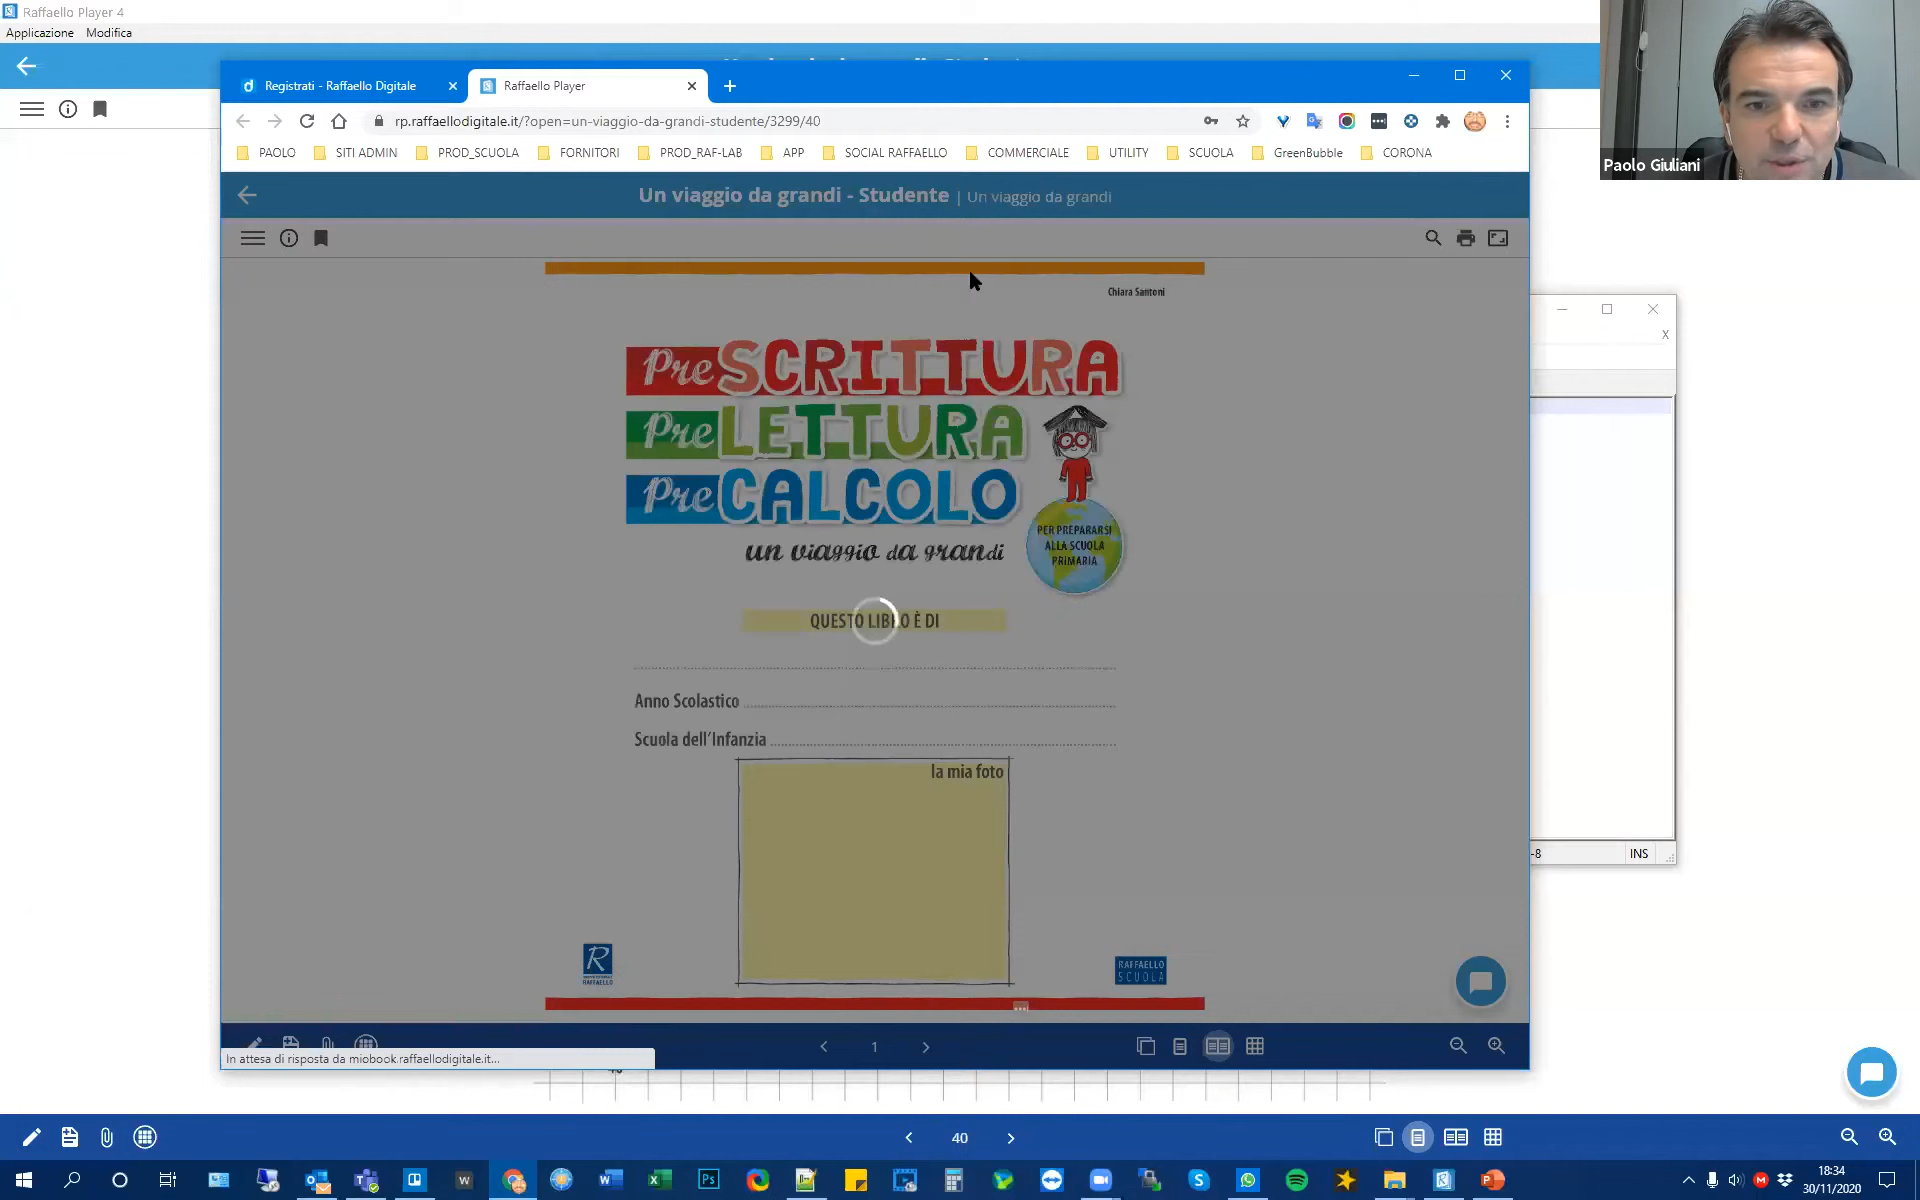 Raffaello Player 4
Applicazione Modifica
Registrati - Raffaello Digitale
Raffaello Player
rp.raffaellodigitale.it/?open=un-viaggio-da-grandi-studente/3299/40
PAOLO SITI ADMIN PROD_SCUOLA FORNITORI PROD_RAF-LAB APP SOCIAL RAFFAELLO COMMERCIALE UTILITY SCUOLA GreenBubble CORONA
Paolo Giuliani
Un viaggio da grandi - Studente | Un viaggio da grandi
Chiara Santoni
Pre SCRITTURA
Pre LETTURA
Pre CALCOLO
un viaggio da grandi
PER PREPARARSI
ALLA SCUOLA
PRIMARIA
QUESTO LIBRO È DI
Anno Scolastico
Scuola dell'Infanzia
la mia foto
R
RAFFAELLO
RAFFAELLO
SCUOLA
1
In attesa di risposta da miobook.raffaellodigitale.it...
-8 INS
40
18:34
30/11/2020